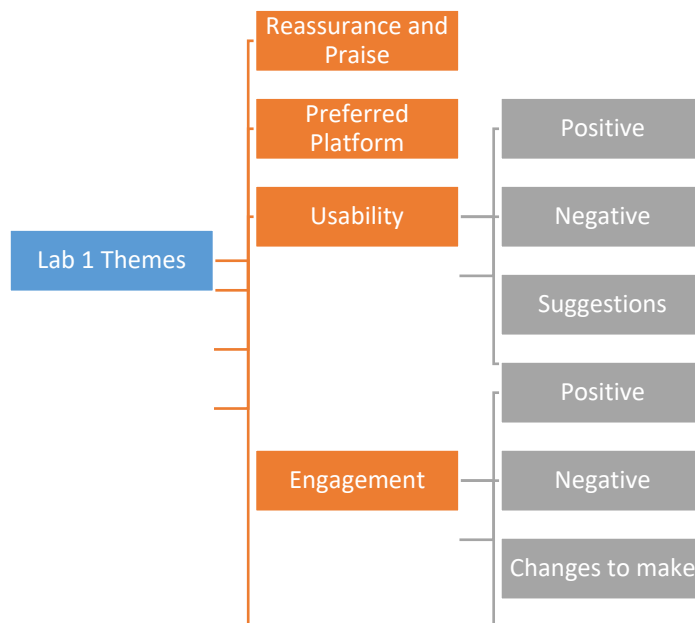 Lab 1 Themes
Reassurance and
Praise
Preferred
Platform
Usability
Positive
Negative
Suggestions
Engagement
Positive
Negative
Changes to make